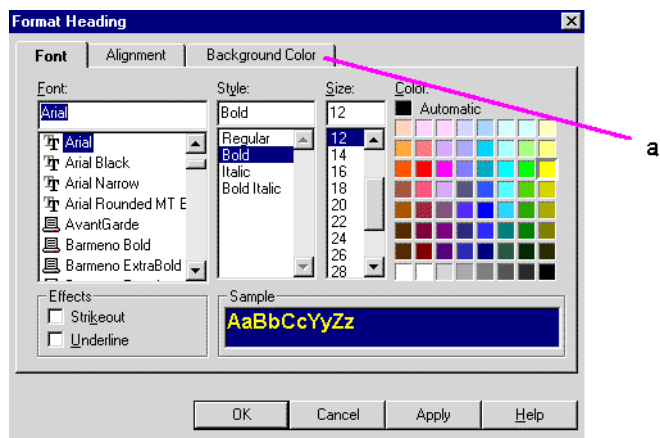 Format Heading
Font Alignment Background Color
Font: Style: Size: Color:
Arial Bold 12 Automatic
Arial Regular 12
Arial Black Bold 14
Arial Narrow Italic 16
Arial Rounded MT E Bold Italic 18
AvantGarde 20
Barmeno Bold 22
Barmeno ExtraBold 24
26
28
a
Effects Sample
Strikeout AaBbCcYyZz
Underline
OK Cancel Apply Help